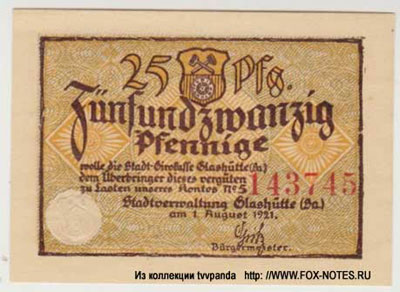 25 Pfg.
Fünfundzwanzig
Pfennige
wolle die Stadt-Girokasse Glashütte (Sa)
dem Überbringer dieses vergüten
zu Lasten unseres Kontos No 5 143745
Stadtverwaltung Glashütte (Sa)
am 1. August 1921.
Bürgermeister.
Из коллекции tvvpanda http://WWW.FOX-NOTES.RU